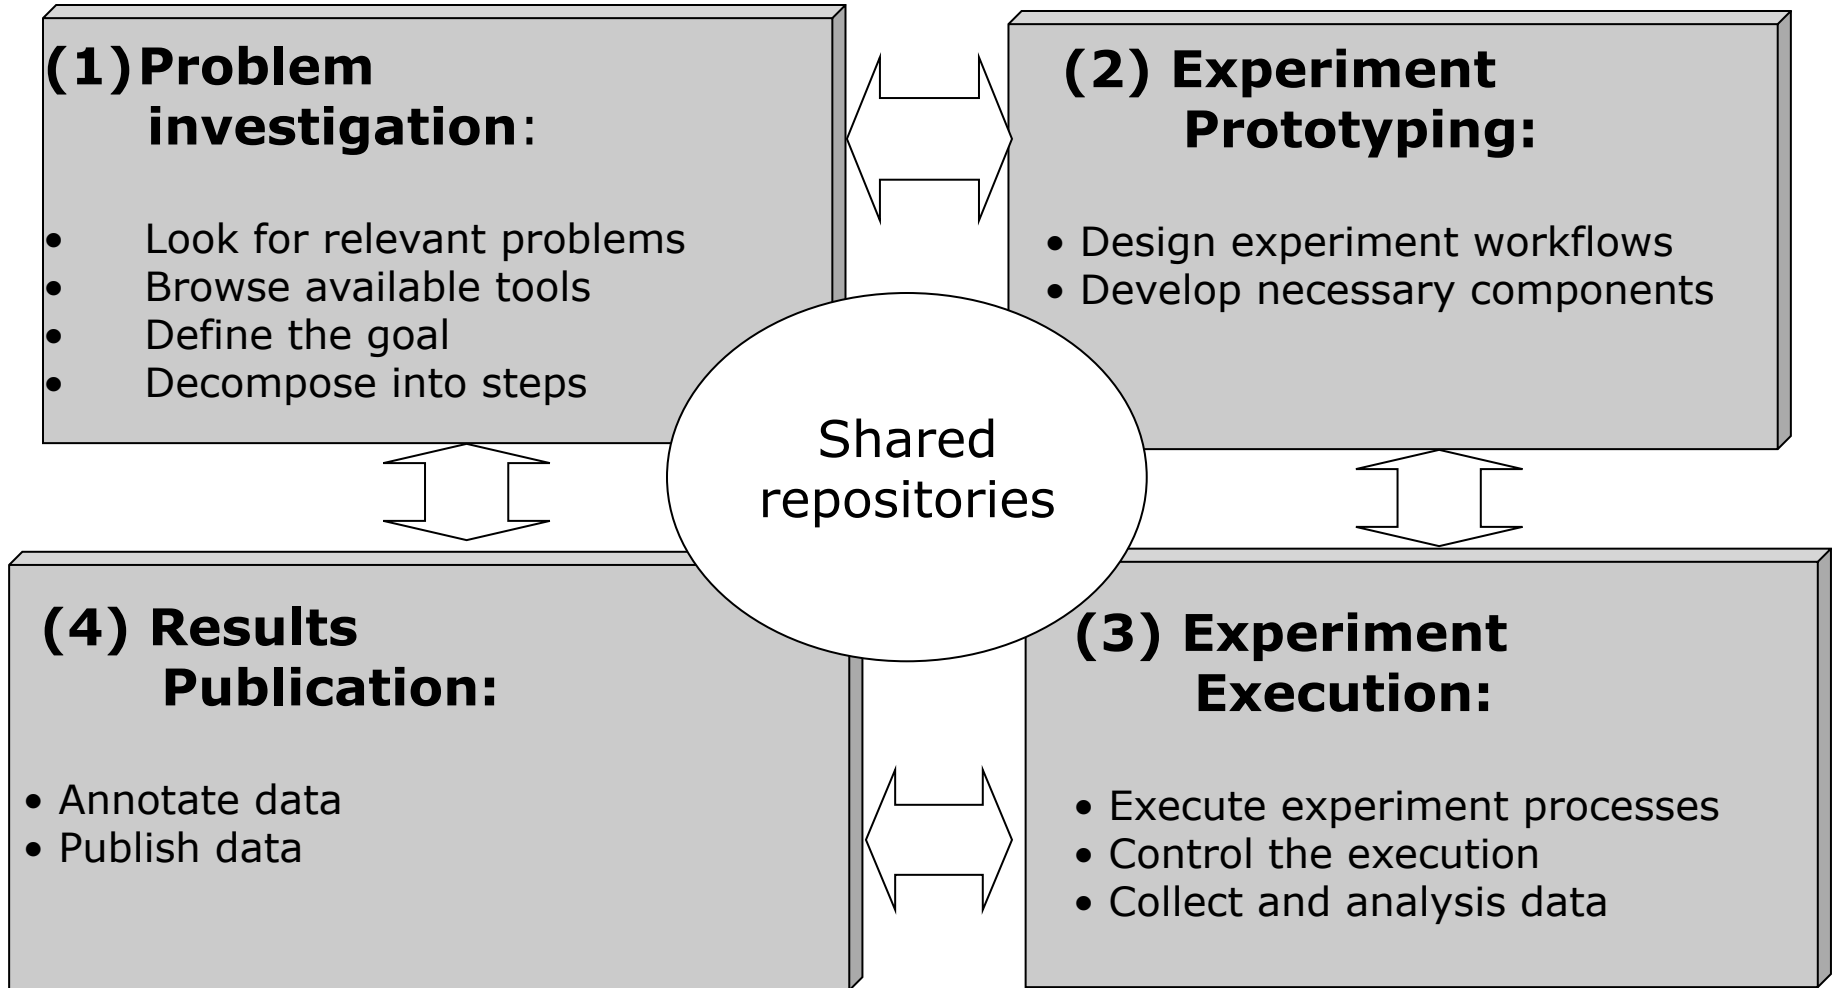 (1)Problem
investigation:
• Look for relevant problems
• Browse available tools
• Define the goal
• Decompose into steps
(2) Experiment
Prototyping:
• Design experiment workflows
• Develop necessary components
Shared
repositories
(4) Results
Publication:
• Annotate data
• Publish data
(3) Experiment
Execution:
• Execute experiment processes
• Control the execution
• Collect and analysis data